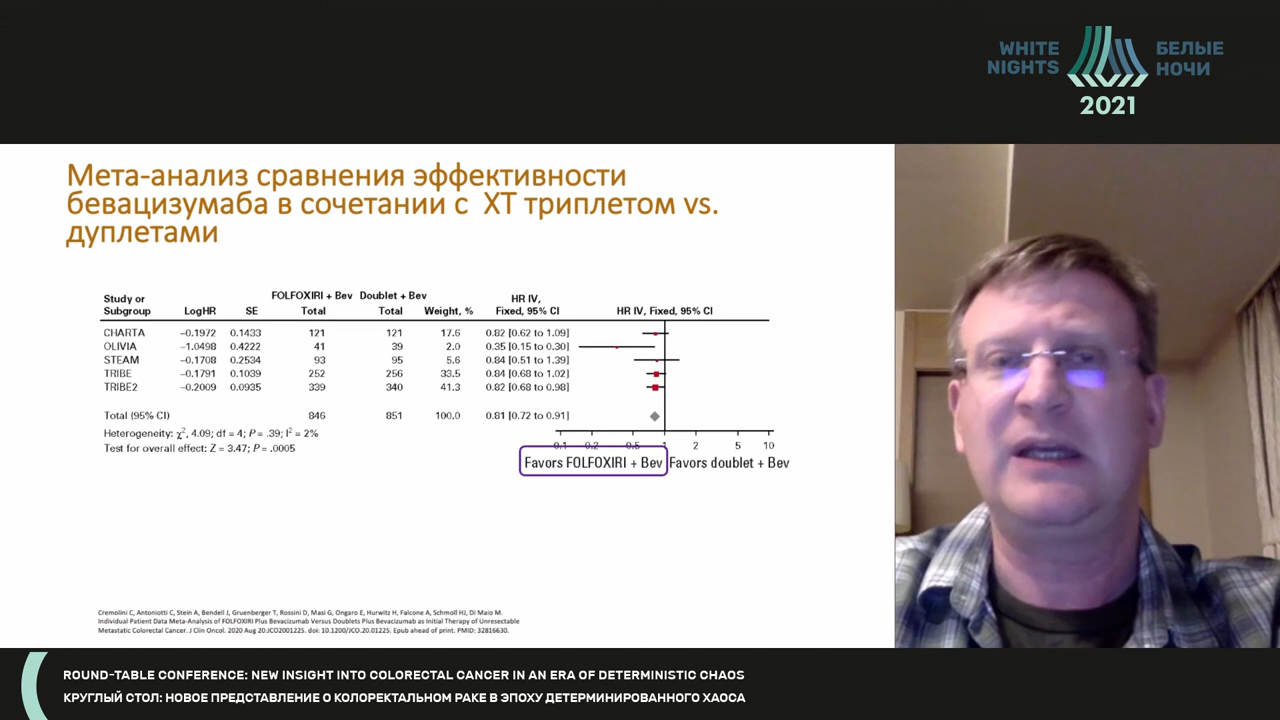 WHITE
NIGHTS
БЕЛЫЕ
НОЧИ
2021
Мета-анализ сравнения эффективности
бевацизумаба в сочетании с ХТ триплетом vs.
дуплетами
FOLFOXIRI + Bev Doublet + Bev HR IV,
Study or
Subgroup LogHR SE Total Total Weight, % Fixed, 95% CI HR IV, Fixed, 95% CI
CHARTA –0.1972 0.1433 121 121 17.6 0.82 [0.62 to 1.09]
OLIVIA –1.0498 0.4222 41 39 2.0 0.35 [0.15 to 0.30]
STEAM –0.1708 0.2534 93 95 5.6 0.84 [0.51 to 1.39]
TRIBE –0.1791 0.1039 252 256 33.5 0.84 [0.68 to 1.02]
TRIBE2 –0.2009 0.0935 339 340 41.3 0.82 [0.68 to 0.98]
Total (95% CI) 846 851 100.0 0.81 [0.72 to 0.91]
Heterogeneity: χ², 4.09; df = 4; P = .39; I² = 2%
Test for overall effect: Z = 3.47; P = .0005
0.1 0.2 0.5 1 2 5 10
Favors FOLFOXIRI + Bev Favors doublet + Bev
Cremolini C, Antoniotti C, Stein A, Bendell J, Gruenberger T, Rossini D, Masi G, Ongaro E, Hurwitz H, Falcone A, Schmoll HJ, Di Maio M.
Individual Patient Data Meta-Analysis of FOLFOXIRI Plus Bevacizumab Versus Doublets Plus Bevacizumab as Initial Therapy of Unresectable
Metastatic Colorectal Cancer. J Clin Oncol. 2020 Aug 20:JCO2001225. doi: 10.1200/JCO.20.01225. Epub ahead of print. PMID: 32816630.
ROUND-TABLE CONFERENCE: NEW INSIGHT INTO COLORECTAL CANCER IN AN ERA OF DETERMINISTIC CHAOS
КРУГЛЫЙ СТОЛ: НОВОЕ ПРЕДСТАВЛЕНИЕ О КОЛОРЕКТАЛЬНОМ РАКЕ В ЭПОХУ ДЕТЕРМИНИРОВАННОГО ХАОСА